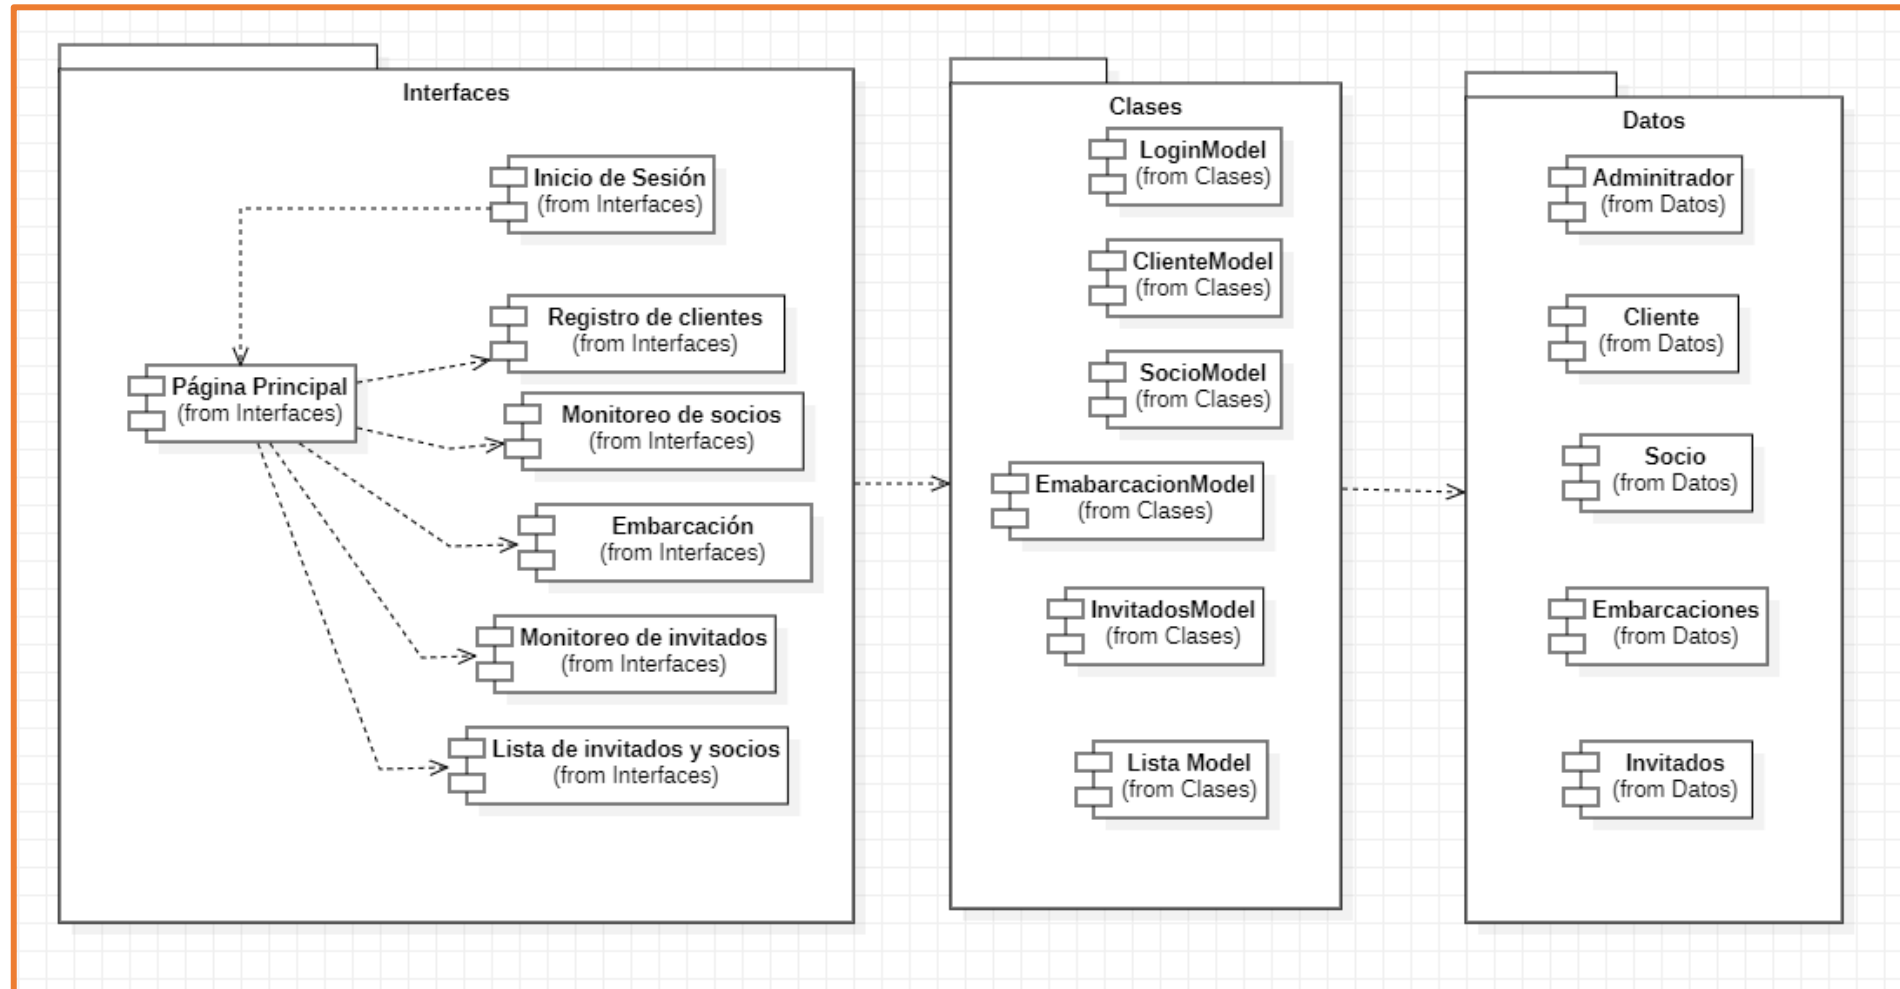 Interfaces
Inicio de Sesión
(from Interfaces)
Registro de clientes
(from Interfaces)
Página Principal
(from Interfaces)
Monitoreo de socios
(from Interfaces)
Embarcación
(from Interfaces)
Monitoreo de invitados
(from Interfaces)
Lista de invitados y socios
(from Interfaces)
Clases
LoginModel
(from Clases)
ClienteModel
(from Clases)
SocioModel
(from Clases)
EmabarcacionModel
(from Clases)
InvitadosModel
(from Clases)
Lista Model
(from Clases)
Datos
Adminitrador
(from Datos)
Cliente
(from Datos)
Socio
(from Datos)
Embarcaciones
(from Datos)
Invitados
(from Datos)